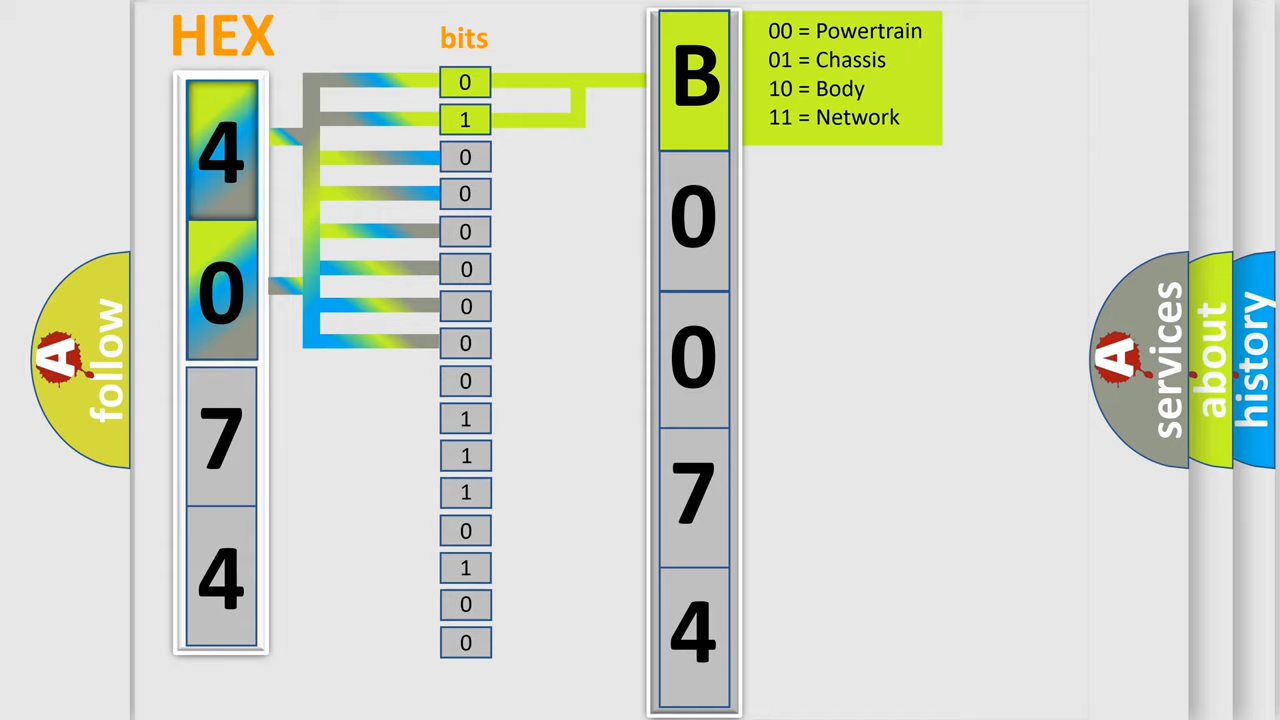 HEX
4
0
7
4
bits
0
1
0
0
0
0
0
0
0
1
1
1
0
1
0
0
B
0
0
7
4
00 = Powertrain
01 = Chassis
10 = Body
11 = Network
A
follow
A
services
about
history